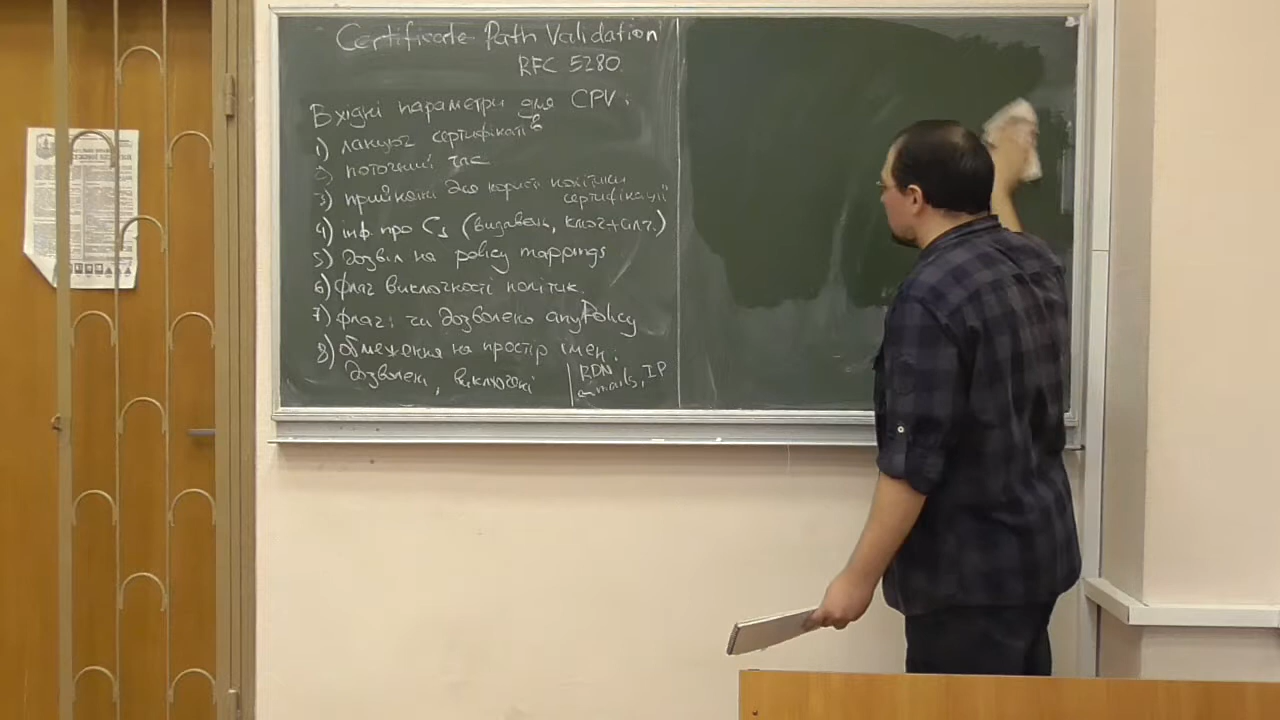 Certificate Path Validation
RFC 5280.
Вхідні параметри для CPV:
1) ланцюг сертифікатів
2) поточний час
3) прийнятні для корист. політики
сертифікації
4) інф. про C₁ (видавець, ключ+алг.)
5) дозвіл на policy mappings
6) флаг виключності політик.
7) флаг: чи дозволено anyPolicy
8) обмеження на простір імен:
дозволені, виключені | RDN
emails, IP